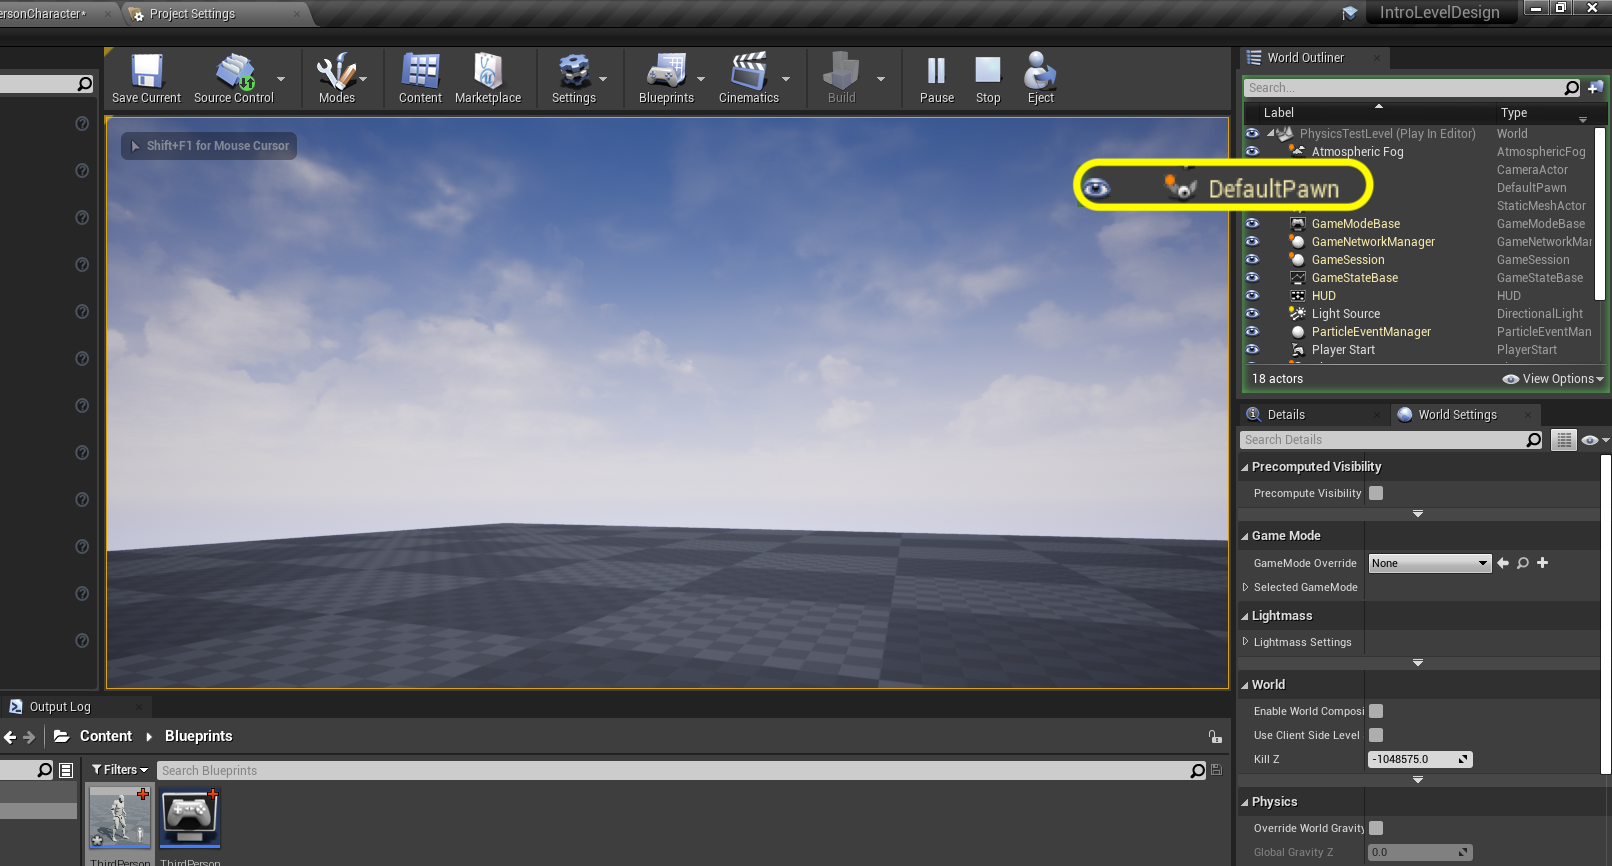 ersonCharacter*
Project Settings
IntroLevelDesign
Save Current
Source Control
Modes
Content
Marketplace
Settings
Blueprints
Cinematics
Build
Pause
Stop
Eject
World Outliner
Search...
Label
Type
PhysicsTestLevel (Play In Editor)
World
Atmospheric Fog
AtmosphericFog
CameraActor
DefaultPawn
DefaultPawn
StaticMeshActor
GameModeBase
GameModeBase
GameNetworkManager
GameNetworkMar
GameSession
GameSession
GameStateBase
GameStateBase
HUD
HUD
Light Source
DirectionalLight
ParticleEventManager
ParticleEventMan
Player Start
PlayerStart
18 actors
View Options
Shift+F1 for Mouse Cursor
Details
World Settings
Search Details
Precomputed Visibility
Precompute Visibility
Game Mode
GameMode Override
None
Selected GameMode
Lightmass
Lightmass Settings
World
Enable World Composi
Use Client Side Level
Kill Z
-1048575.0
Physics
Override World Gravity
Global Gravity Z
0.0
Output Log
Content
Blueprints
Filters
Search Blueprints
ThirdPerson
ThirdPerson